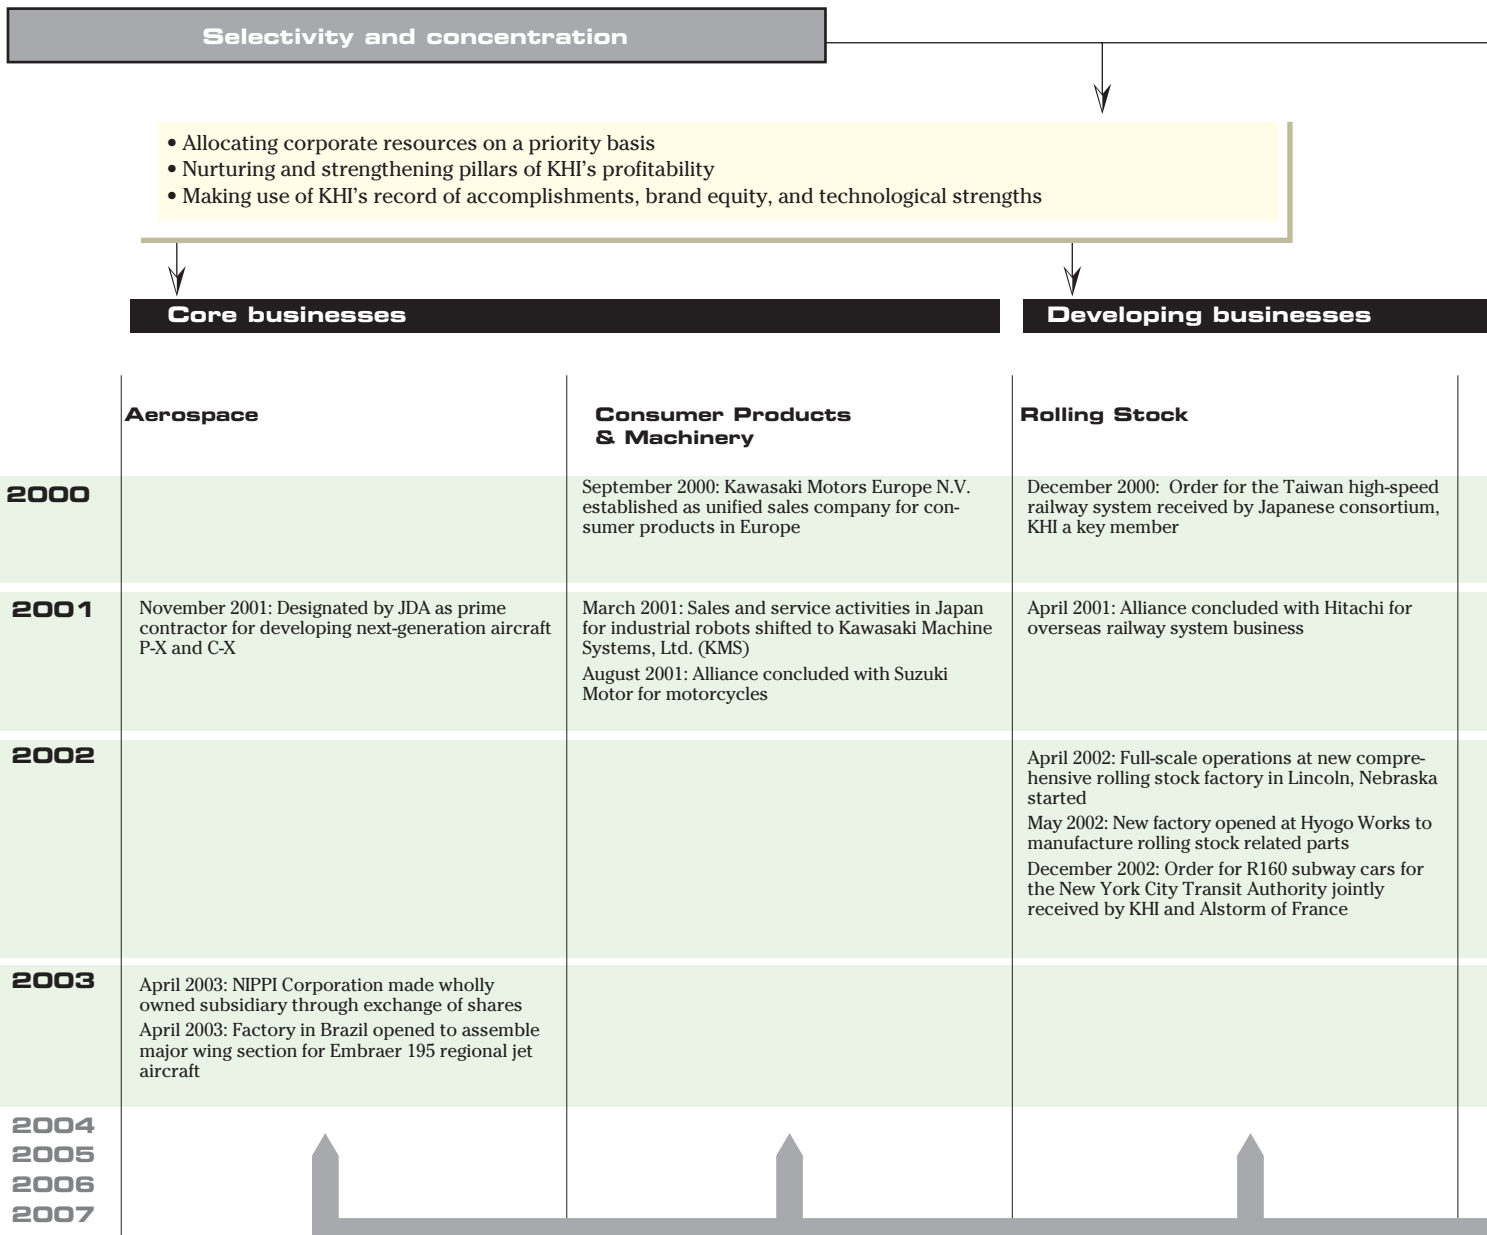 Selectivity and concentration
• Allocating corporate resources on a priority basis
• Nurturing and strengthening pillars of KHI's profitability
• Making use of KHI's record of accomplishments, brand equity, and technological strengths
Core businesses
Developing businesses
Aerospace
Consumer Products
& Machinery
Rolling Stock
2000
September 2000: Kawasaki Motors Europe N.V.
established as unified sales company for con-
sumer products in Europe
December 2000:  Order for the Taiwan high-speed
railway system received by Japanese consortium,
KHI a key member
2001
November 2001: Designated by JDA as prime
contractor for developing next-generation aircraft
P-X and C-X
March 2001: Sales and service activities in Japan
for industrial robots shifted to Kawasaki Machine
Systems, Ltd. (KMS)
August 2001: Alliance concluded with Suzuki
Motor for motorcycles
April 2001: Alliance concluded with Hitachi for
overseas railway system business
2002
April 2002: Full-scale operations at new compre-
hensive rolling stock factory in Lincoln, Nebraska
started
May 2002: New factory opened at Hyogo Works to
manufacture rolling stock related parts
December 2002: Order for R160 subway cars for
the New York City Transit Authority jointly
received by KHI and Alstorm of France
2003
April 2003: NIPPI Corporation made wholly
owned subsidiary through exchange of shares
April 2003: Factory in Brazil opened to assemble
major wing section for Embraer 195 regional jet
aircraft
2004
2005
2006
2007